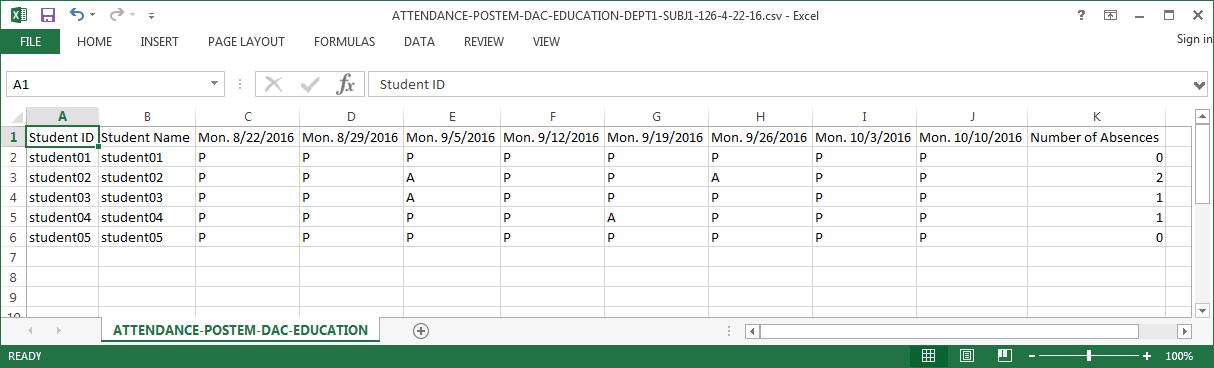 ATTENDANCE-POSTEM-DAC-EDUCATION-DEPT1-SUBJ1-126-4-22-16.csv - Excel
FILE HOME INSERT PAGE LAYOUT FORMULAS DATA REVIEW VIEW Sign in
A1 fx Student ID
A B C D E F G H I J K
1 Student ID Student Name Mon. 8/22/2016 Mon. 8/29/2016 Mon. 9/5/2016 Mon. 9/12/2016 Mon. 9/19/2016 Mon. 9/26/2016 Mon. 10/3/2016 Mon. 10/10/2016 Number of Absences
2 student01 student01 P P P P P P P P 0
3 student02 student02 P P A P P A P P 2
4 student03 student03 P P A P P P P P 1
5 student04 student04 P P P P A P P P 1
6 student05 student05 P P P P P P P P 0
7
8
9
10
ATTENDANCE-POSTEM-DAC-EDUCATION
READY 100%